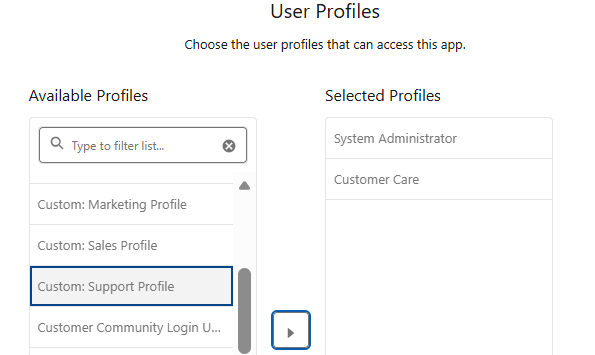 User Profiles
Choose the user profiles that can access this app.
Available Profiles
Type to filter list...
Custom: Marketing Profile
Custom: Sales Profile
Custom: Support Profile
Customer Community Login U...
Selected Profiles
System Administrator
Customer Care